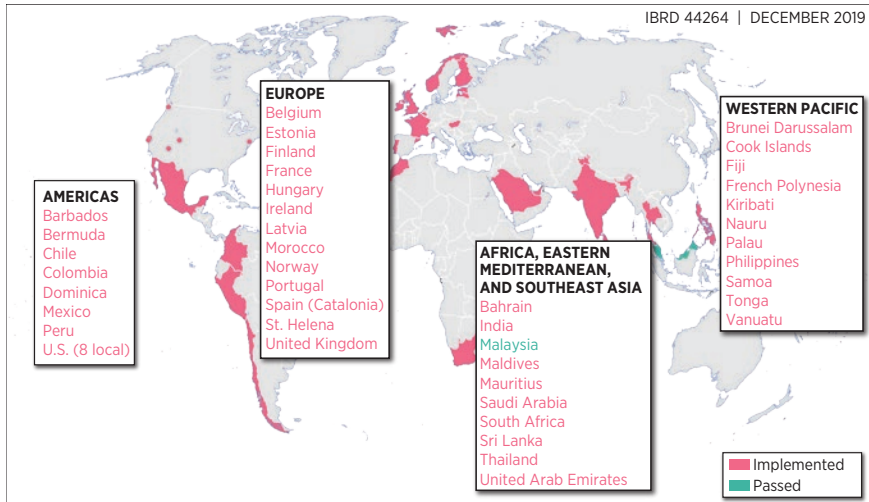 IBRD 44264 | DECEMBER 2019
EUROPE
Belgium
Estonia
Finland
France
Hungary
Ireland
Latvia
Morocco
Norway
Portugal
Spain (Catalonia)
St. Helena
United Kingdom
WESTERN PACIFIC
Brunei Darussalam
Cook Islands
Fiji
French Polynesia
Kiribati
Nauru
Palau
Philippines
Samoa
Tonga
Vanuatu
AMERICAS
Barbados
Bermuda
Chile
Colombia
Dominica
Mexico
Peru
U.S. (8 local)
AFRICA, EASTERN
MEDITERRANEAN,
AND SOUTHEAST ASIA
Bahrain
India
Malaysia
Maldives
Mauritius
Saudi Arabia
South Africa
Sri Lanka
Thailand
United Arab Emirates
Implemented
Passed